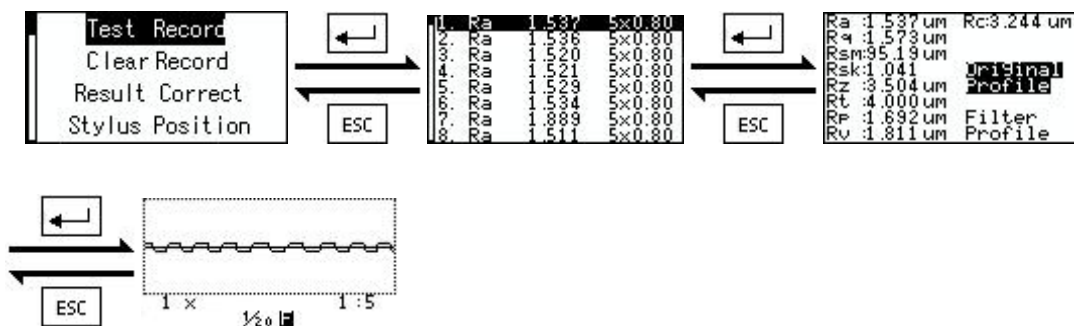 Test Record
Clear Record
Result Correct
Stylus Position
ESC
1. Ra 1.537 5×0.80
2. Ra 1.536 5×0.80
3. Ra 1.520 5×0.80
4. Ra 1.521 5×0.80
5. Ra 1.529 5×0.80
6. Ra 1.534 5×0.80
7. Ra 1.889 5×0.80
8. Ra 1.511 5×0.80
ESC
Ra :1.537 um Rc:3.244 um
Rq :1.573 um
Rsm:95.19 um
Rsk:1.041 Original
Rz :3.504 um Profile
Rt :4.000 um
Rp :1.692 um Filter
Rv :1.811 um Profile
ESC
1 × 1:5
1/20 F